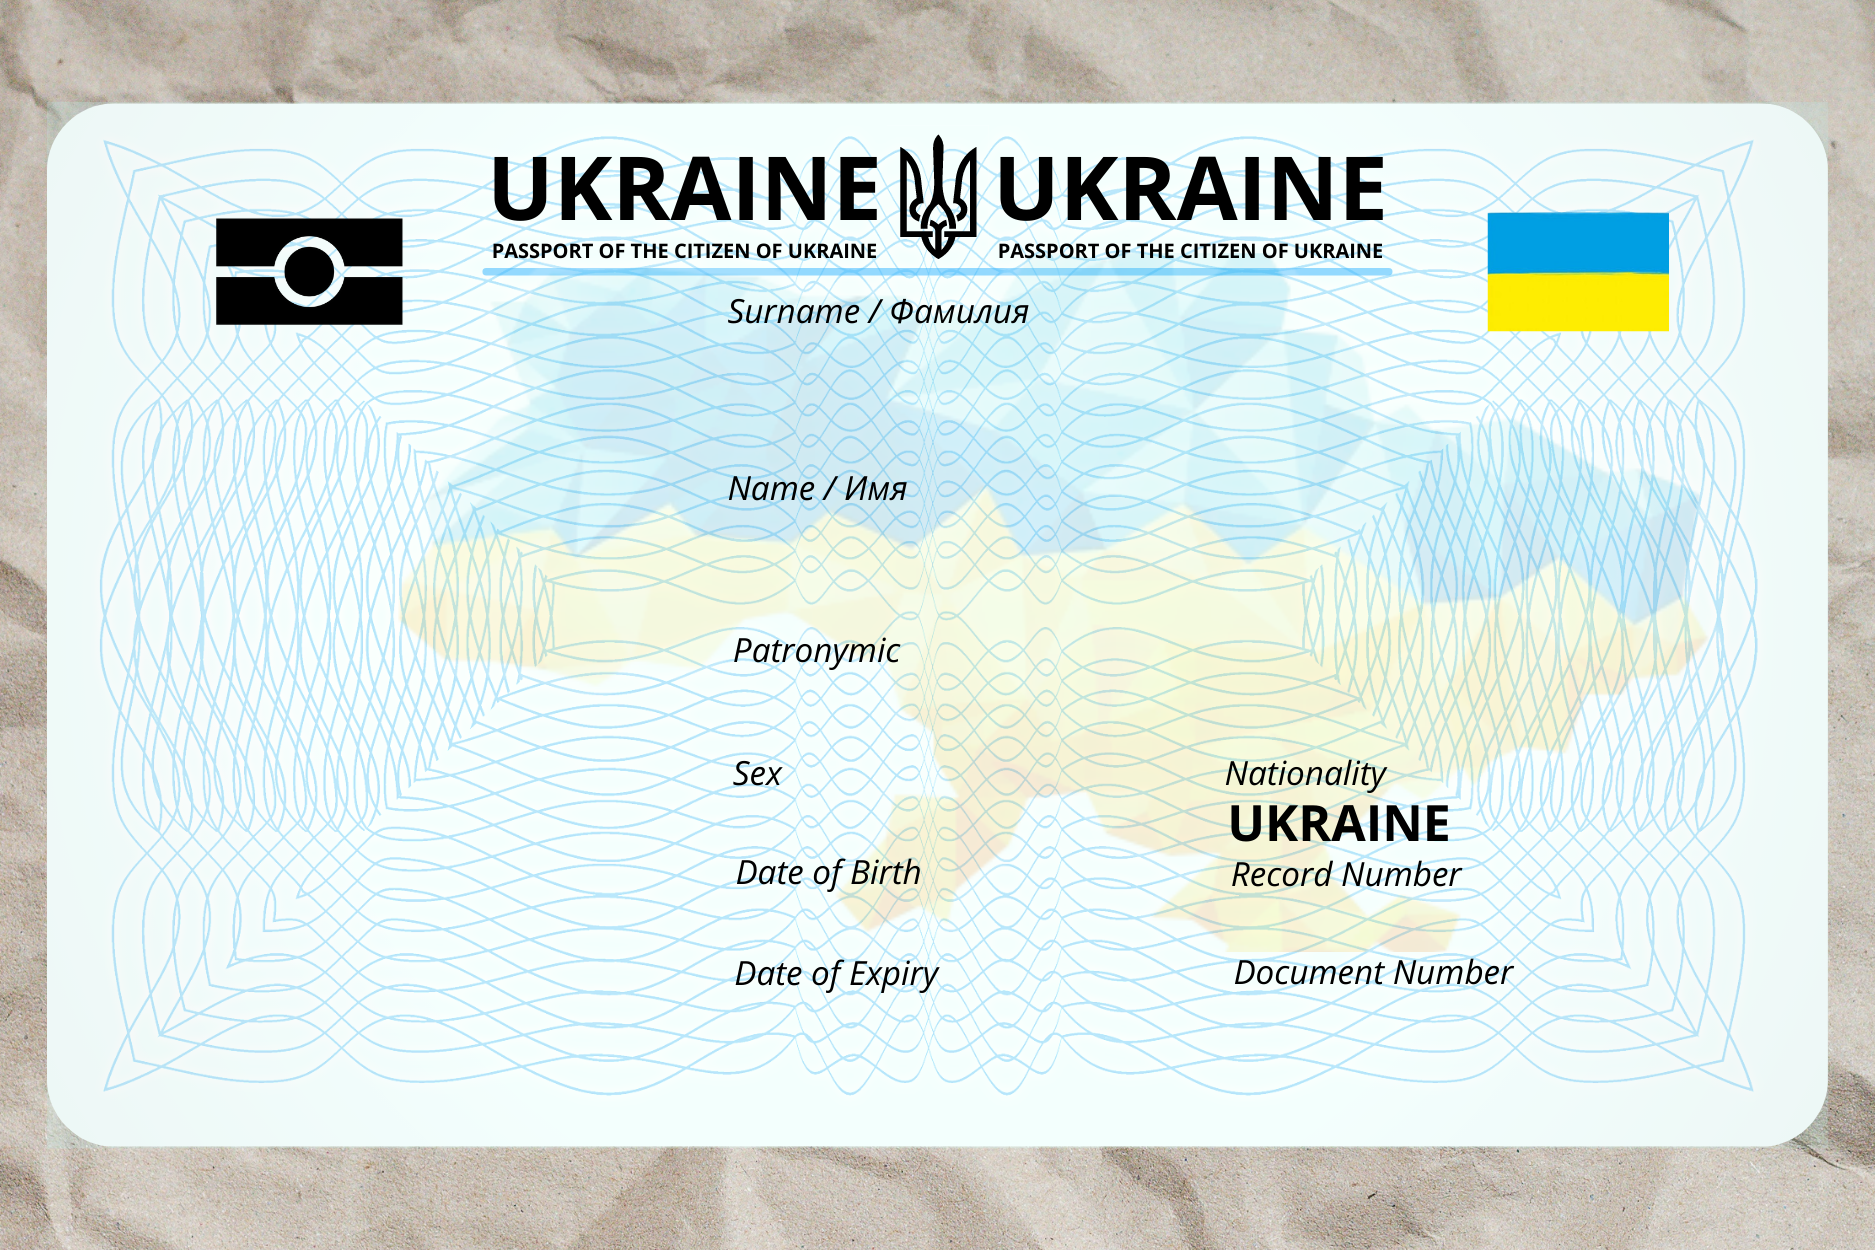 UKRAINE UKRAINE
PASSPORT OF THE CITIZEN OF UKRAINE PASSPORT OF THE CITIZEN OF UKRAINE
Surname / Фамилия
Name / Имя
Patronymic
Sex
Nationality
UKRAINE
Date of Birth
Record Number
Date of Expiry
Document Number